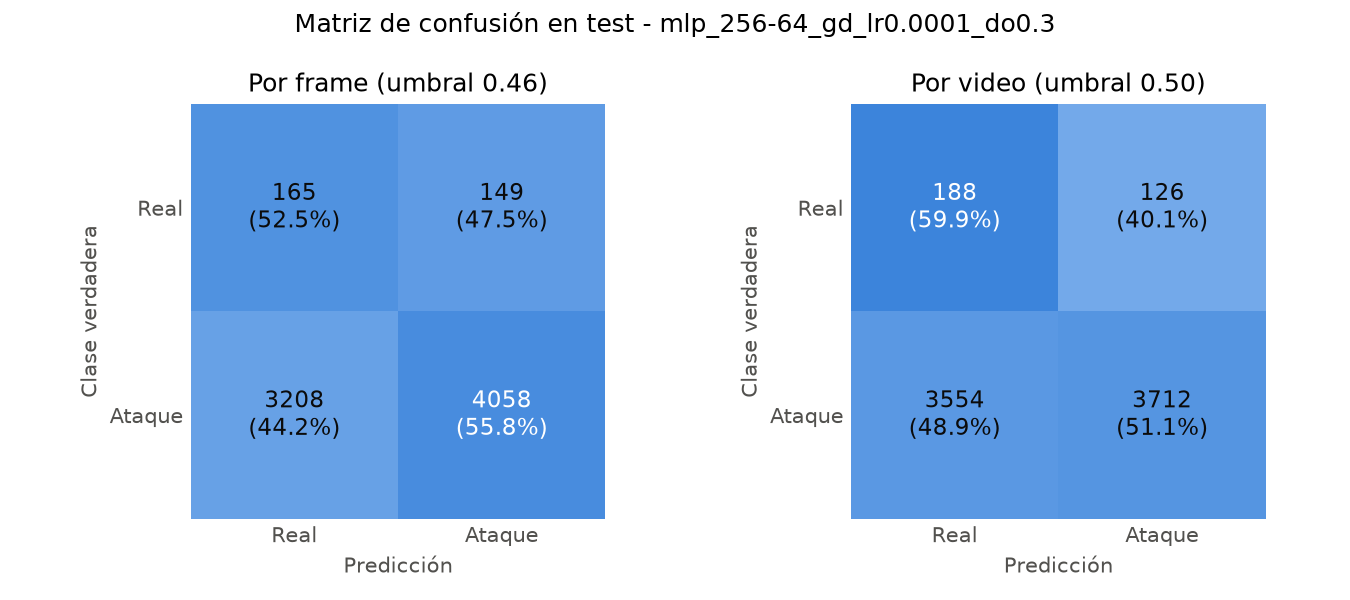 Matriz de confusión en test - mlp_256-64_gd_lr0.0001_do0.3
Por frame (umbral 0.46)
Clase verdadera
Real
165
(52.5%)
149
(47.5%)
Ataque
3208
(44.2%)
4058
(55.8%)
Real
Ataque
Predicción
Por video (umbral 0.50)
Clase verdadera
Real
188
(59.9%)
126
(40.1%)
Ataque
3554
(48.9%)
3712
(51.1%)
Real
Ataque
Predicción